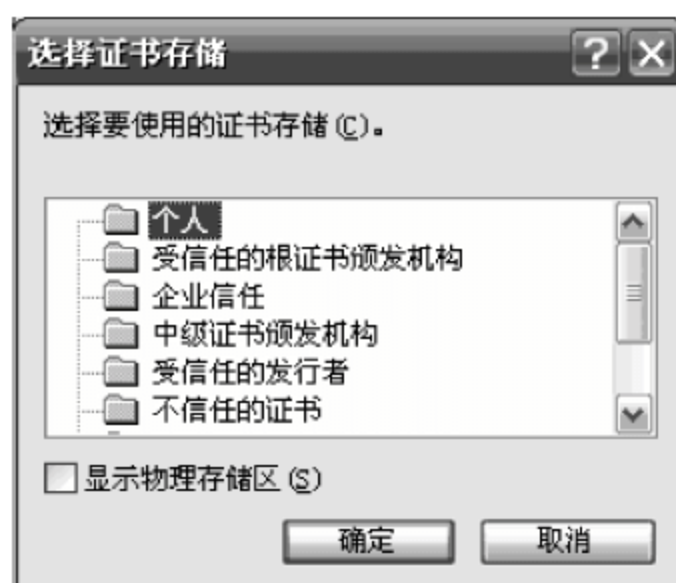 选择证书存储
选择要使用的证书存储(C)。
个人
受信任的根证书颁发机构
企业信任
中级证书颁发机构
受信任的发行者
不信任的证书
显示物理存储区(S)
确定 取消